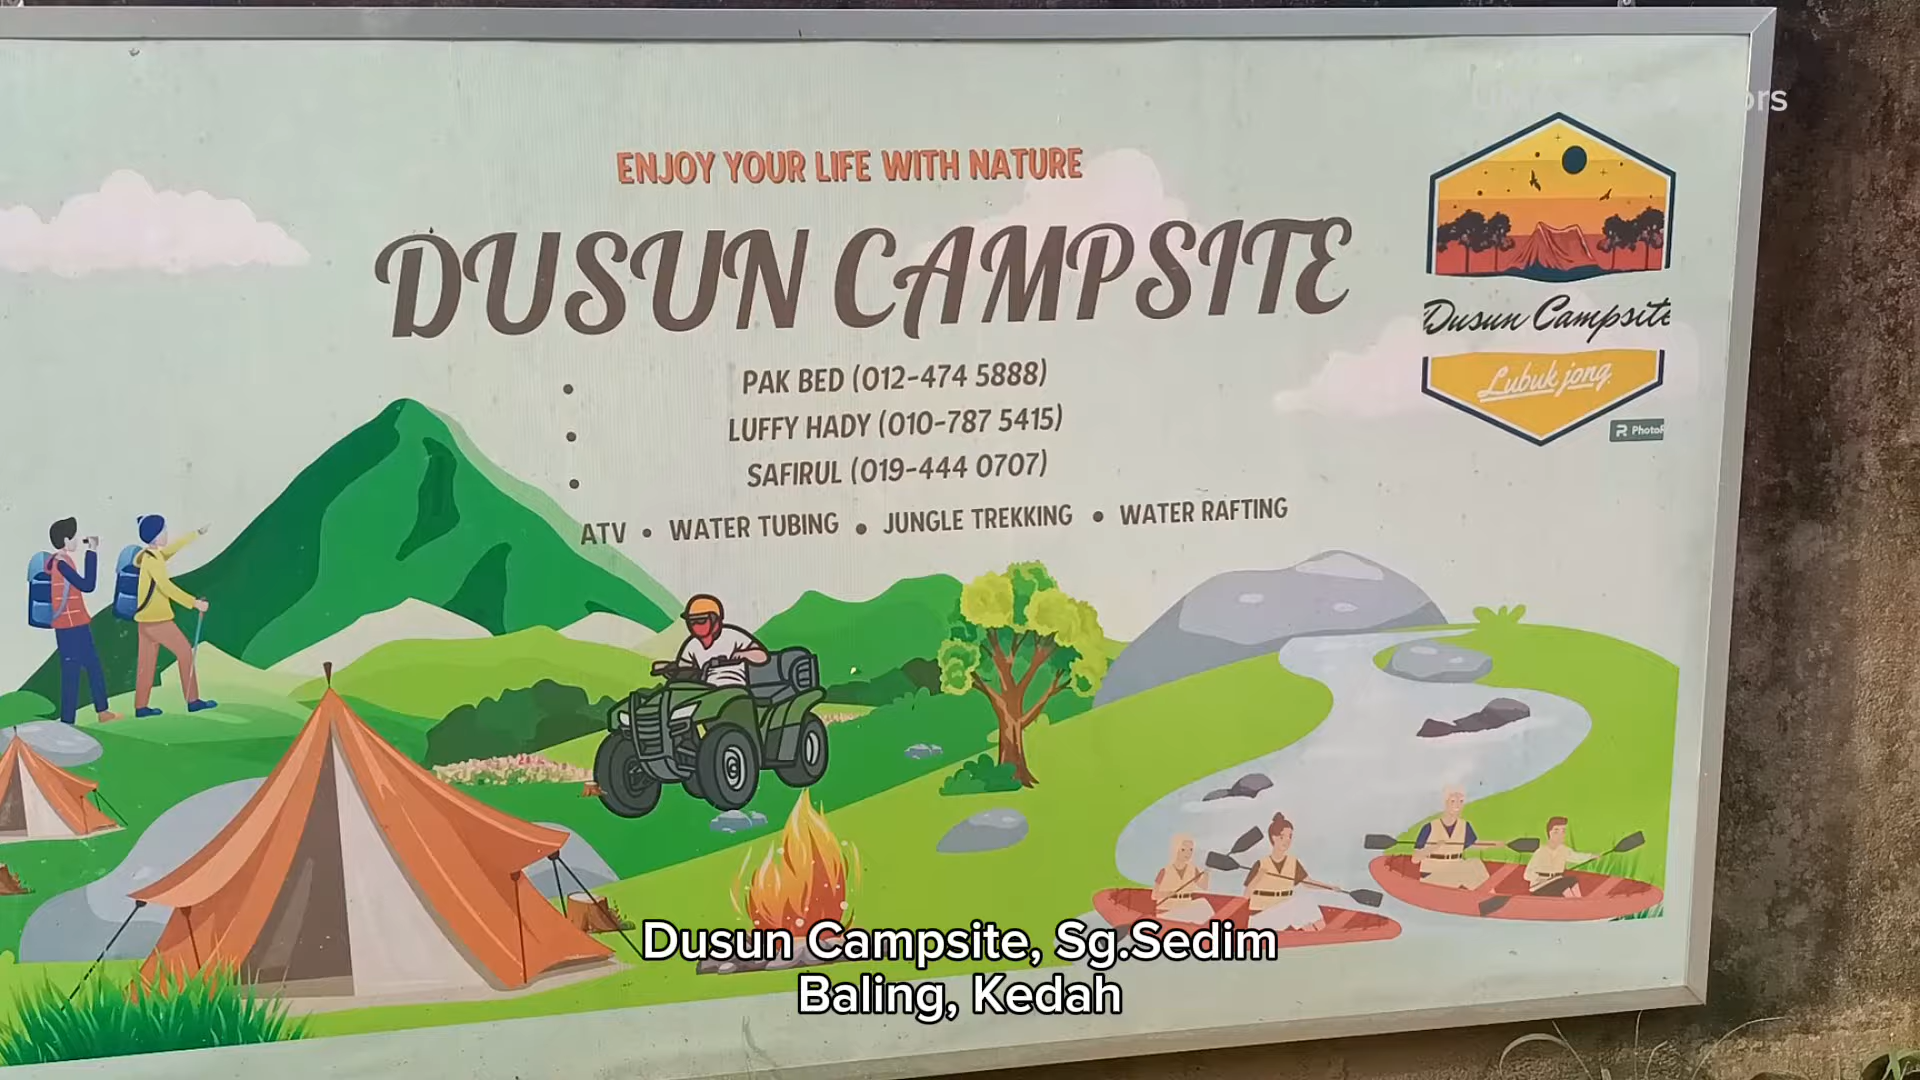 ENJOY YOUR LIFE WITH NATURE
DUSUN CAMPSITE
• PAK BED (012-474 5888)
• LUFFY HADY (010-787 5415)
• SAFIRUL (019-444 0707)
ATV • WATER TUBING • JUNGLE TREKKING • WATER RAFTING
Dusun Campsite
Lubuk jong
Dusun Campsite, Sg.Sedim
Baling, Kedah